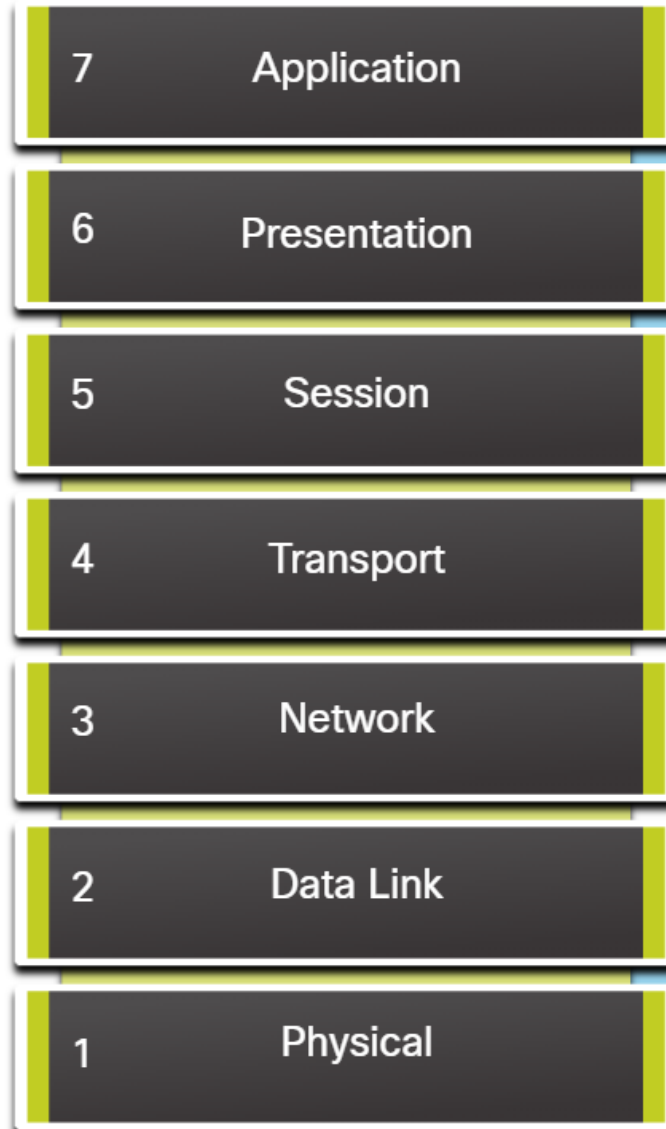 7 Application
6 Presentation
5 Session
4 Transport
3 Network
2 Data Link
1 Physical